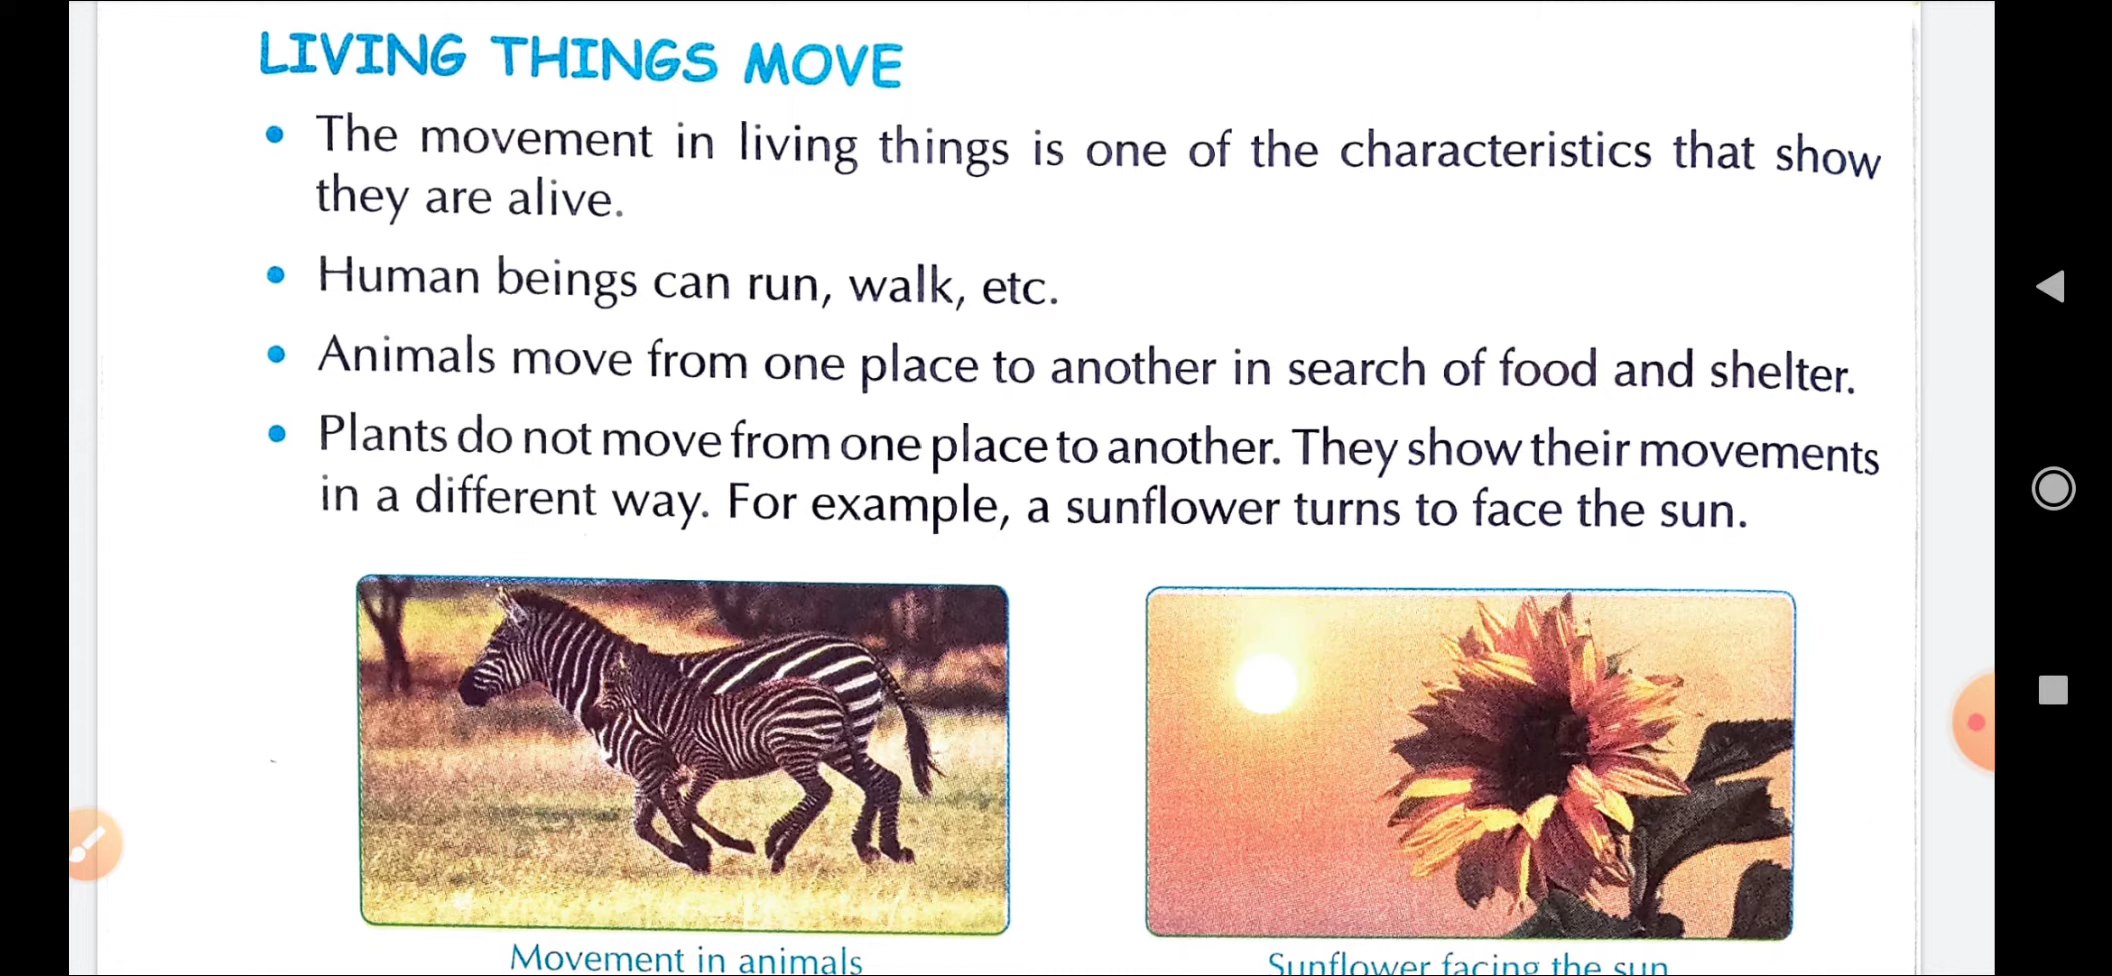 LIVING THINGS MOVE
• The movement in living things is one of the characteristics that show
they are alive.
• Human beings can run, walk, etc.
• Animals move from one place to another in search of food and shelter.
• Plants do not move from one place to another. They show their movements
in a different way. For example, a sunflower turns to face the sun.
Movement in animals
Sunflower facing the sun